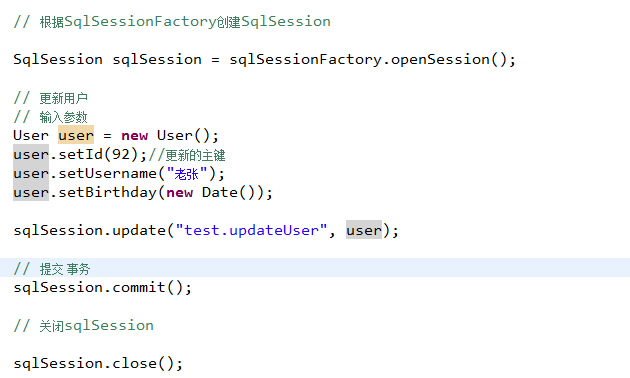 // 根据SqlSessionFactory创建SqlSession
SqlSession sqlSession = sqlSessionFactory.openSession();
// 更新用户
// 输入参数
User user = new User();
user.setId(92);//更新的主键
user.setUsername("老张");
user.setBirthday(new Date());
sqlSession.update("test.updateUser", user);
// 提交 事务
sqlSession.commit();
// 关闭sqlSession
sqlSession.close();